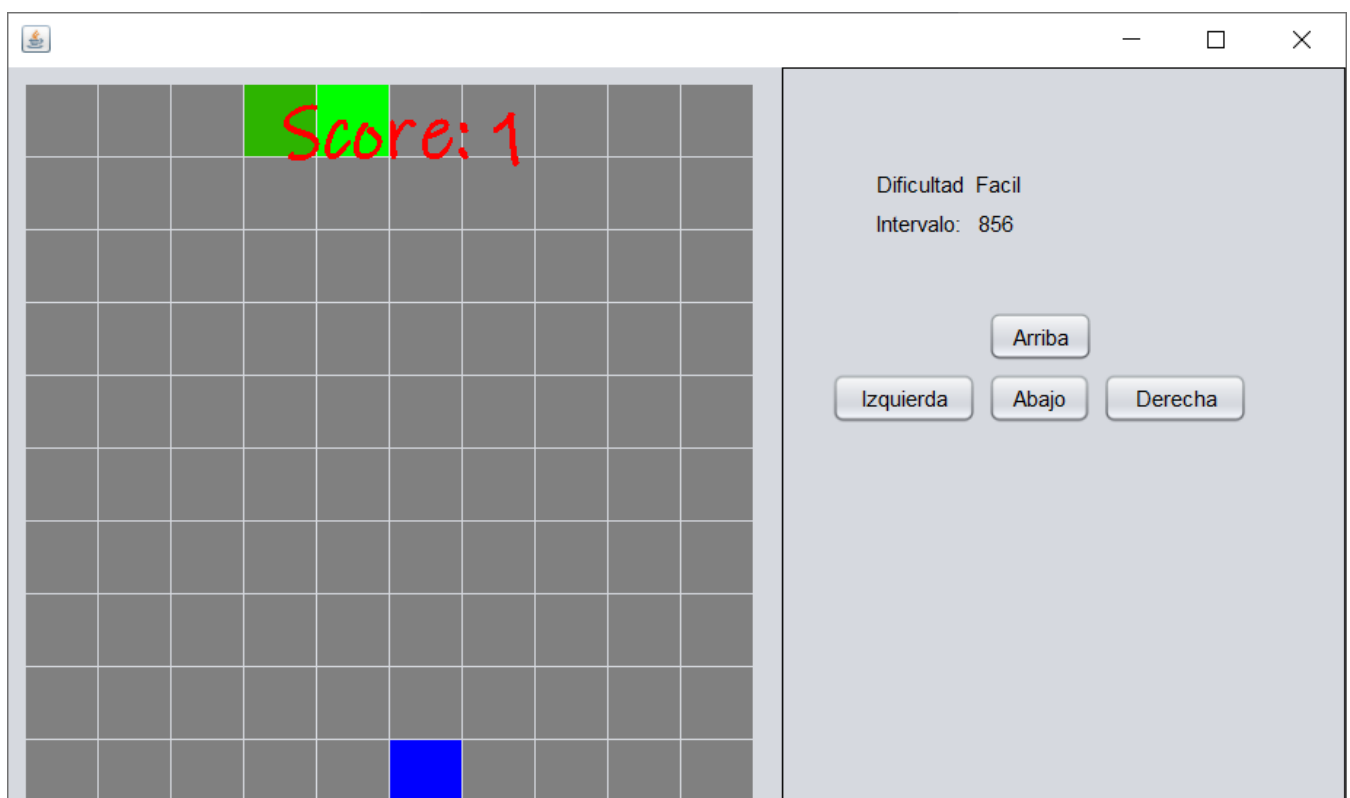 Score: 1
Dificultad Facil
Intervalo: 856
Arriba
Izquierda Abajo Derecha